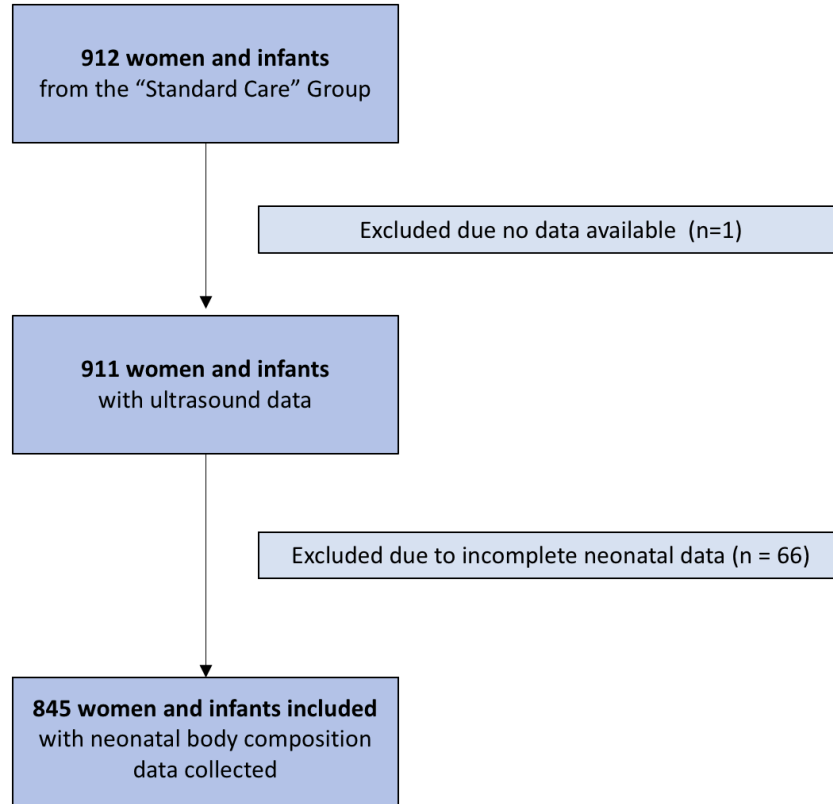 912 women and infants
from the “Standard Care” Group
Excluded due no data available  (n=1)
911 women and infants
with ultrasound data
Excluded due to incomplete neonatal data (n = 66)
845 women and infants included
with neonatal body composition
data collected